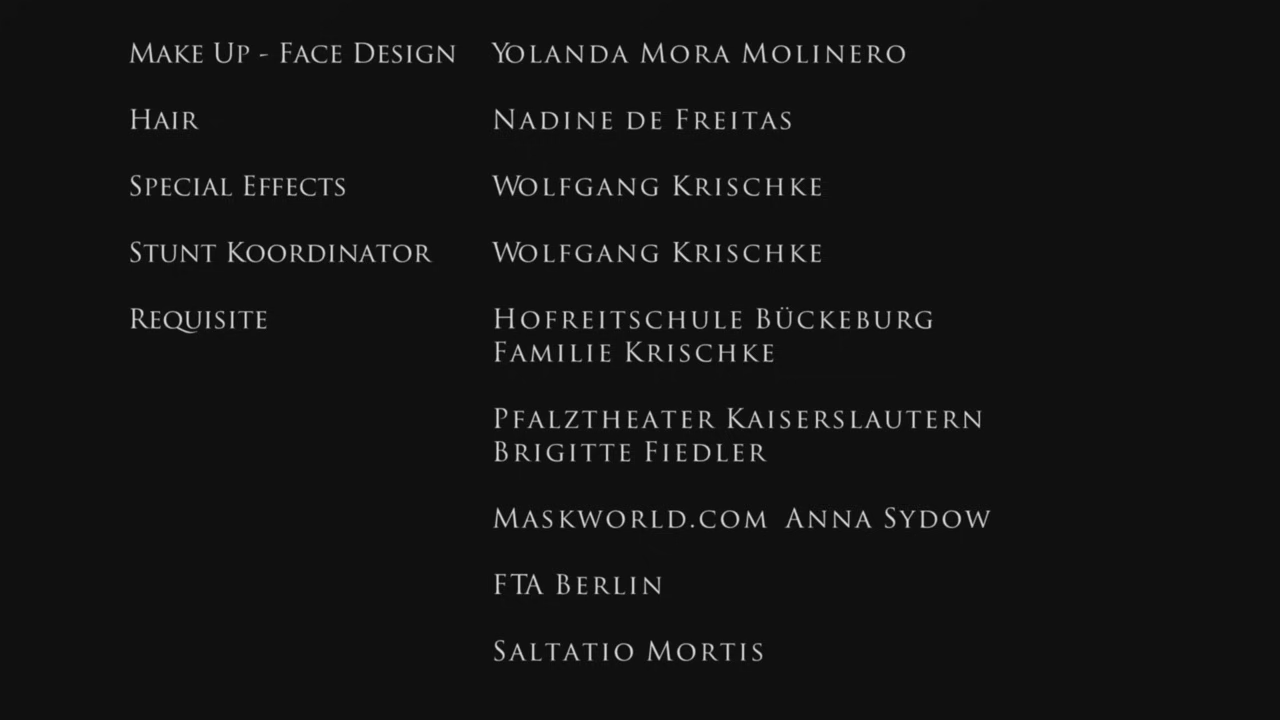 Make Up - Face Design Yolanda Mora Molinero
Hair Nadine de Freitas
Special Effects Wolfgang Krischke
Stunt Koordinator Wolfgang Krischke
Requisite Hofreitschule Bückeburg
Familie Krischke
Pfalztheater Kaiserslautern
Brigitte Fiedler
Maskworld.com Anna Sydow
FTA Berlin
Saltatio Mortis